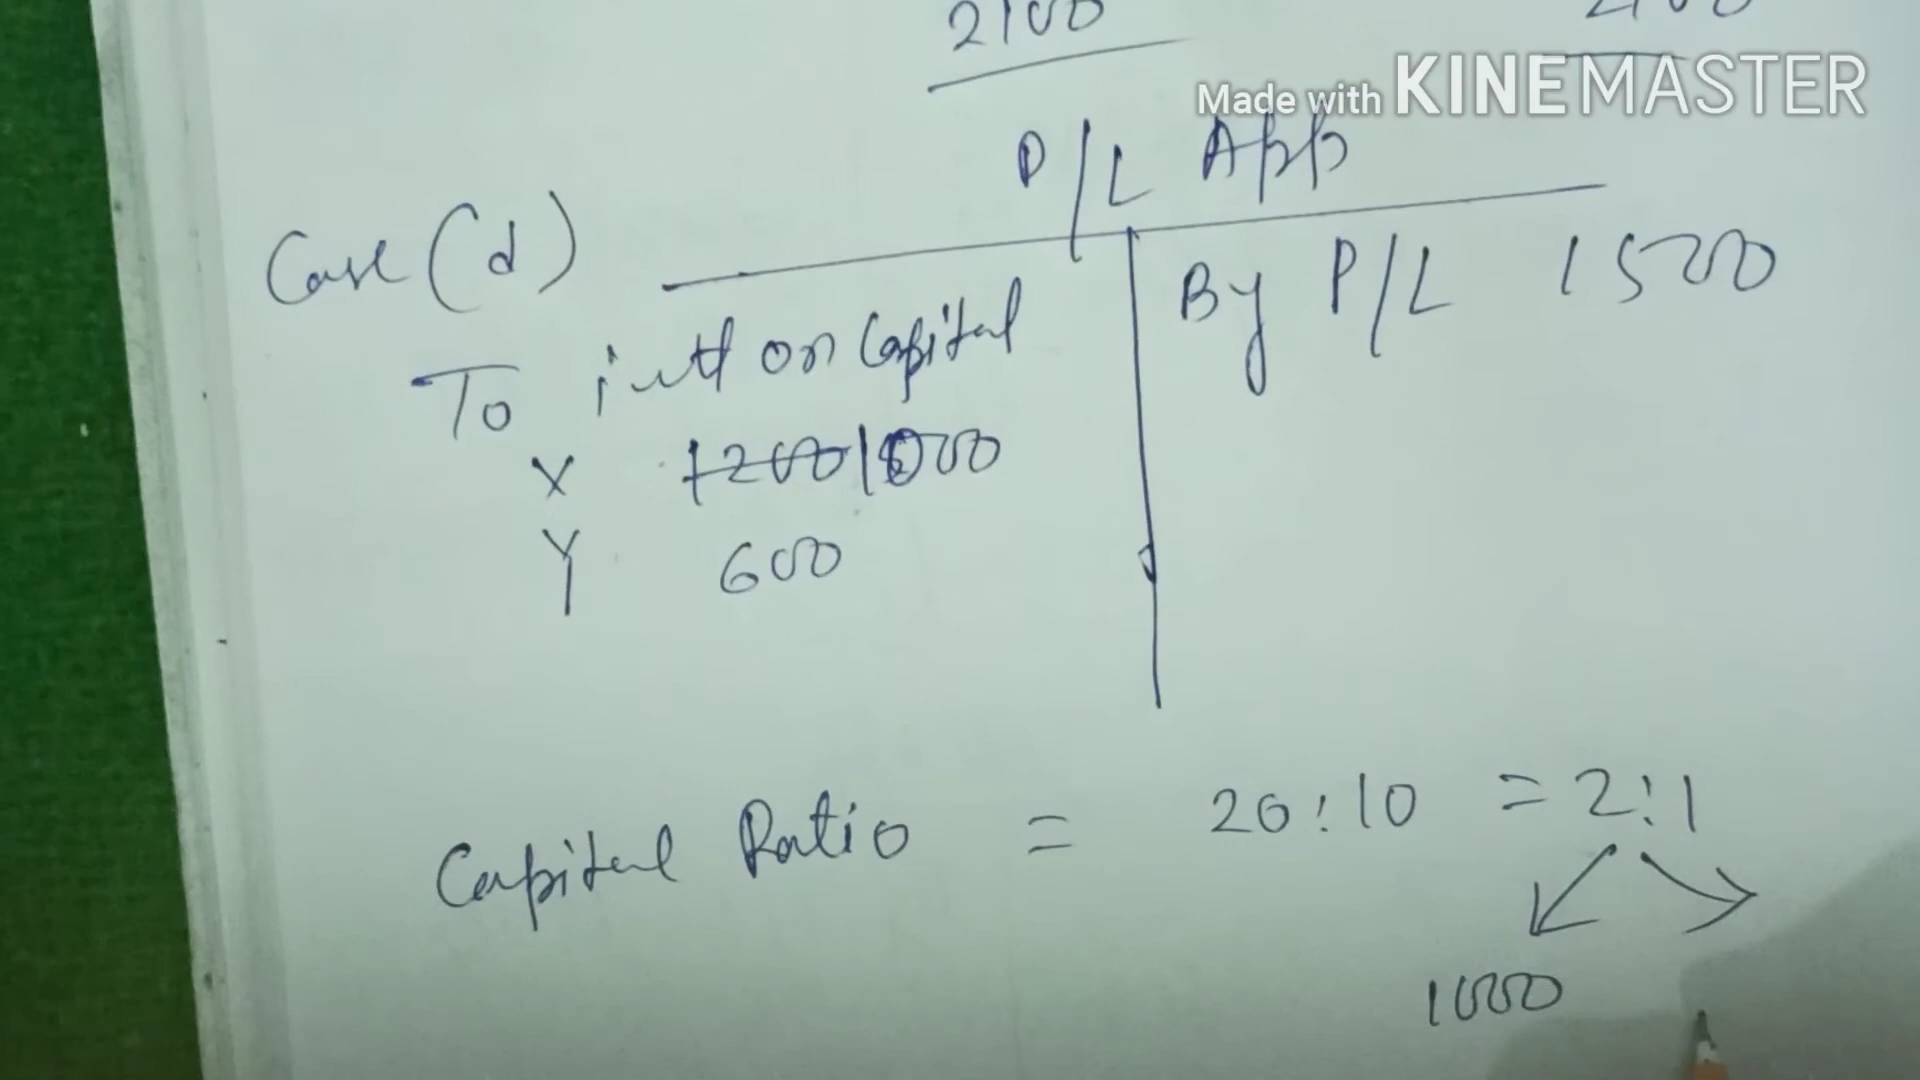 2100
Made with KINEMASTER
P/L App
Case (d)
To intt on Capital
By P/L 1500
X 1200 1000
Y 600
Capital Ratio = 20:10 = 2:1
1000